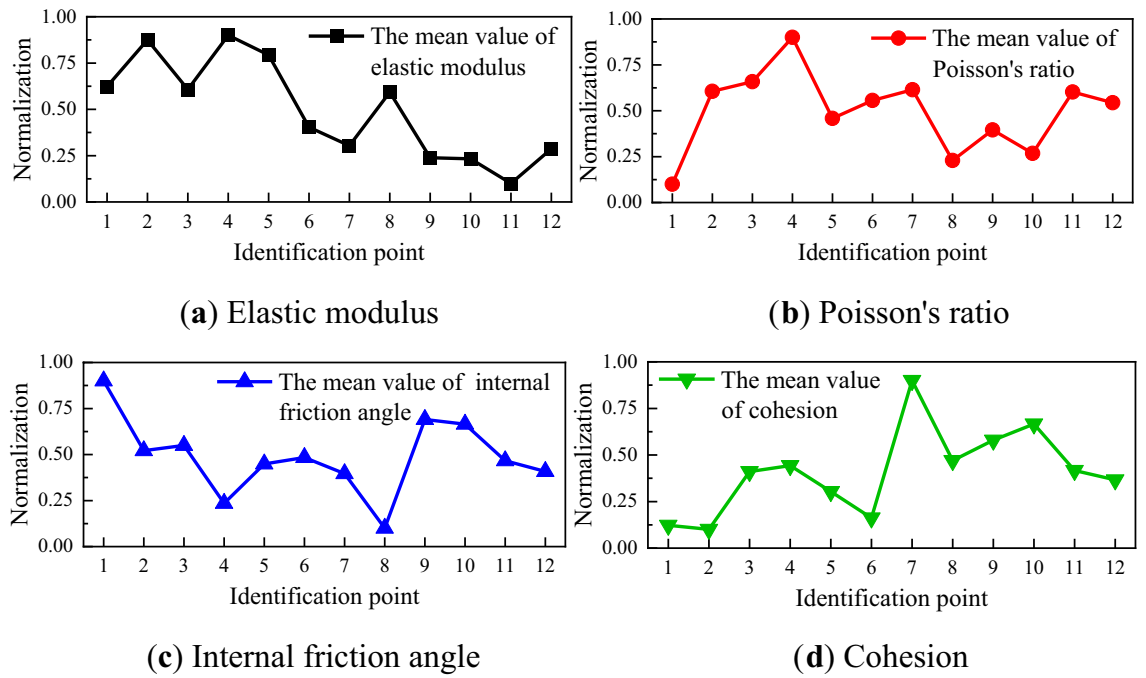 1.00
0.75
0.50
0.25
0.00
Normalization
The mean value of
elastic modulus
1 2 3 4 5 6 7 8 9 10 11 12
Identification point
(a) Elastic modulus
1.00
0.75
0.50
0.25
0.00
Normalization
The mean value of
Poisson's ratio
1 2 3 4 5 6 7 8 9 10 11 12
Identification point
(b) Poisson's ratio
1.00
0.75
0.50
0.25
0.00
Normalization
The mean value of internal
friction angle
1 2 3 4 5 6 7 8 9 10 11 12
Identification point
(c) Internal friction angle
1.00
0.75
0.50
0.25
0.00
Normalization
The mean value
of cohesion
1 2 3 4 5 6 7 8 9 10 11 12
Identification point
(d) Cohesion